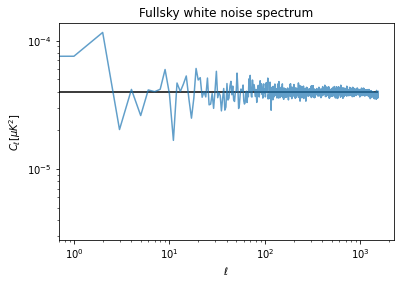 Fullsky white noise spectrum
C_ℓ[μK²]
10⁻⁴
10⁻⁵
10⁰ 10¹ 10² 10³
ℓ